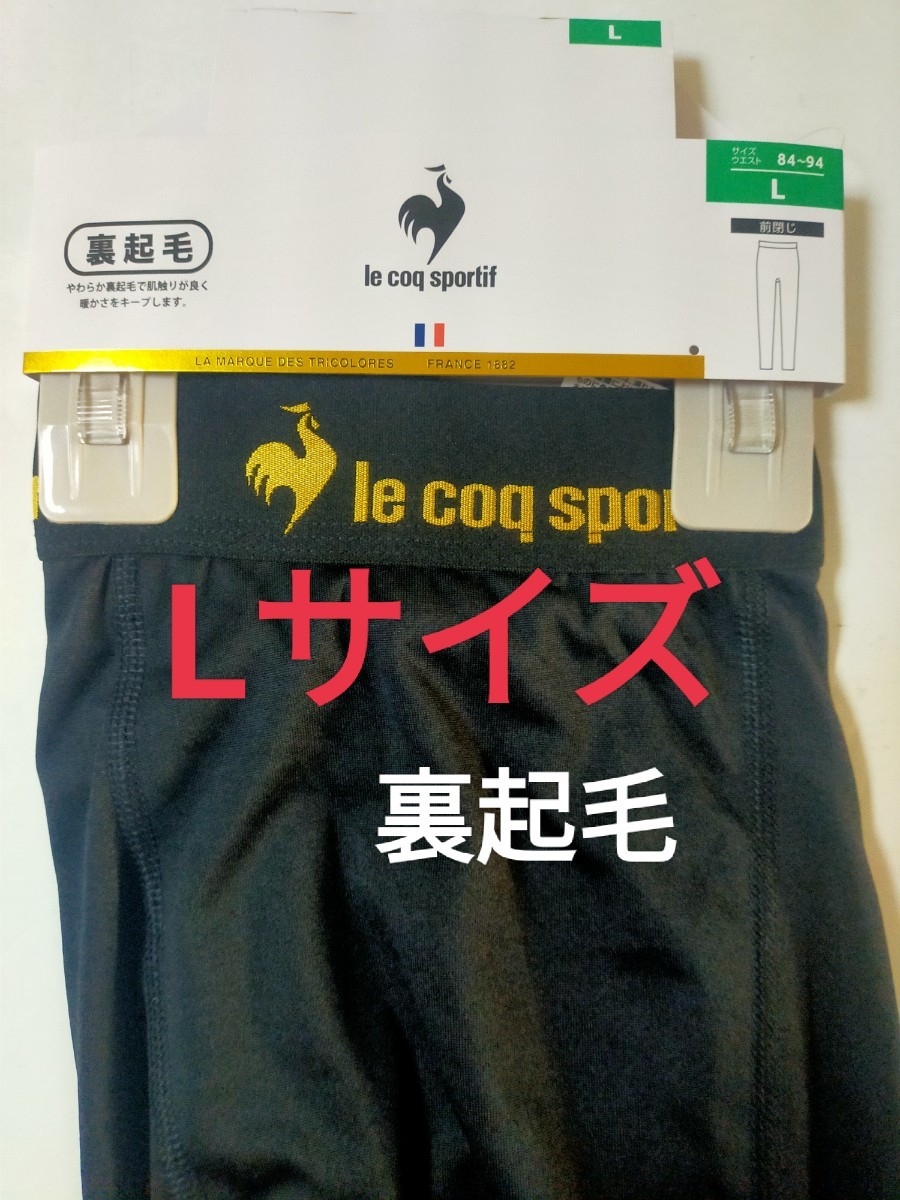 L
サイズ
ウエスト 84~94
L
前閉じ
裏起毛
やわらか裏起毛で肌触りが良く
暖かさをキープします。
le coq sportif
LA MARQUE DES TRICOLORES FRANCE 1882
le coq spor
Lサイズ
裏起毛